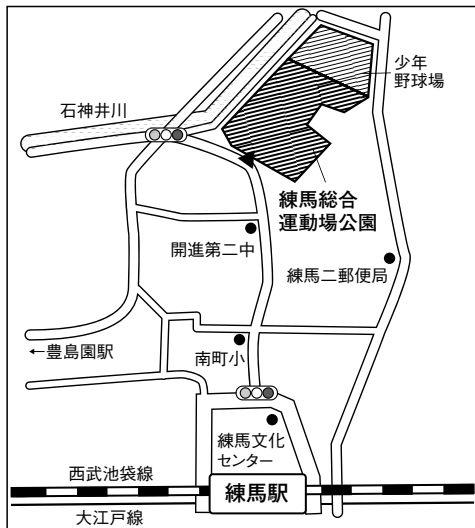 少年
野球場
石神井川
練馬総合
運動場公園
開進第二中
練馬二郵便局
←豊島園駅
南町小
練馬文化
センター
西武池袋線
練馬駅
大江戸線